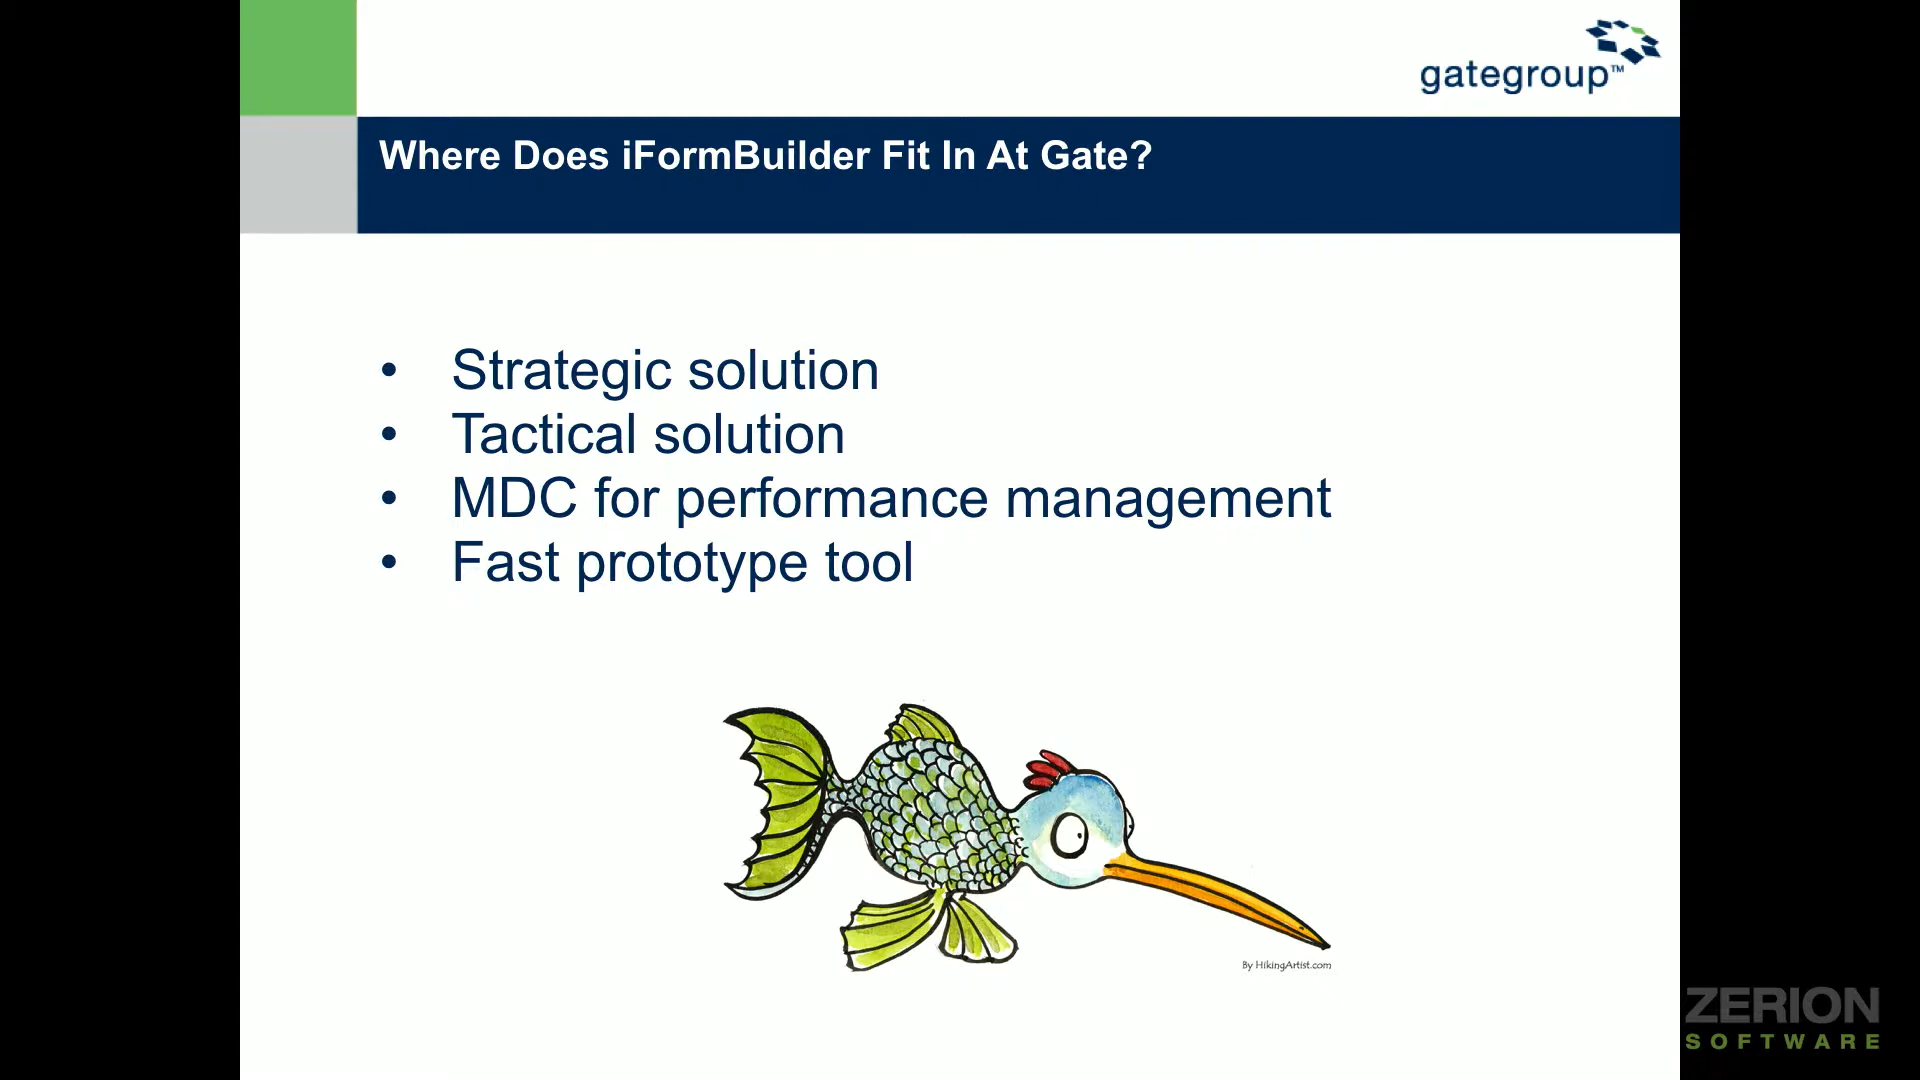 gategroup™
Where Does iFormBuilder Fit In At Gate?
• Strategic solution
• Tactical solution
• MDC for performance management
• Fast prototype tool
By HikingArtist.com
ZERION
SOFTWARE